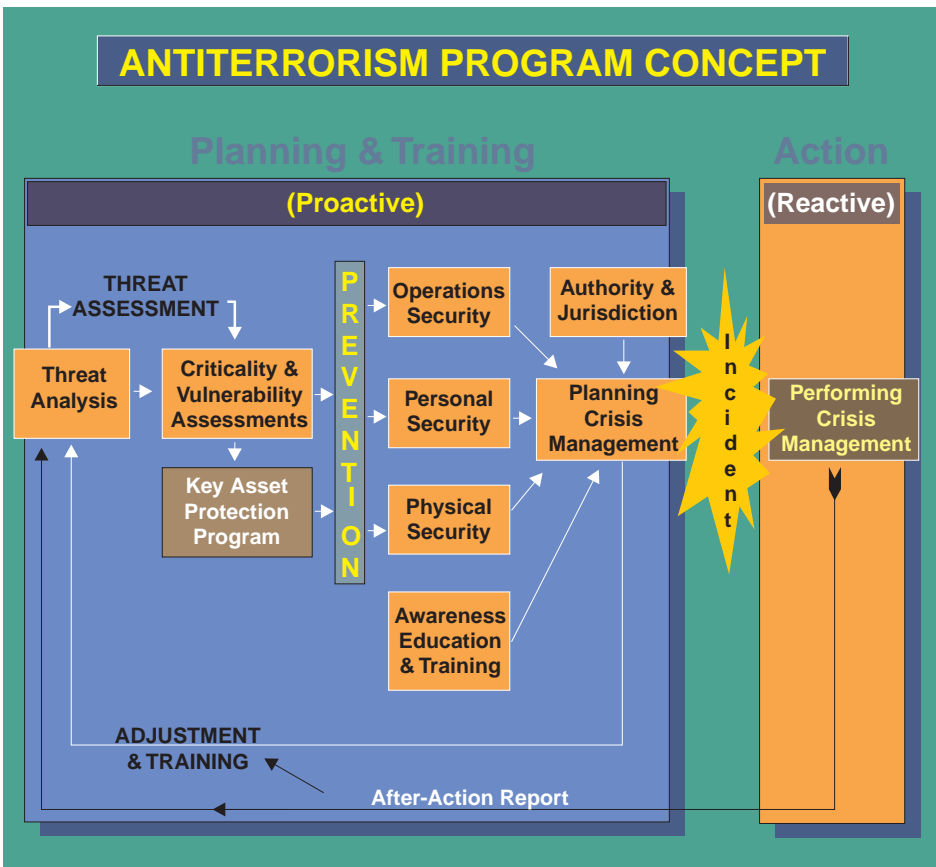 ANTITERRORISM PROGRAM CONCEPT
Planning & Training
Action
(Proactive)
(Reactive)
THREAT
ASSESSMENT
Threat
Analysis
Criticality &
Vulnerability
Assessments
Key Asset
Protection
Program
PREVENTION
Operations
Security
Personal
Security
Physical
Security
Awareness
Education
& Training
Authority &
Jurisdiction
Planning
Crisis
Management
Incident
Performing
Crisis
Management
ADJUSTMENT
& TRAINING
After-Action Report